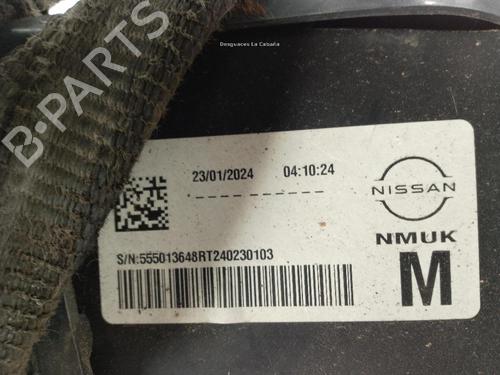 Desguaces La Cabaña
B-PARTS
23/01/2024 04:10:24
NISSAN
NMUK
S/N:555013648RT240230103
M